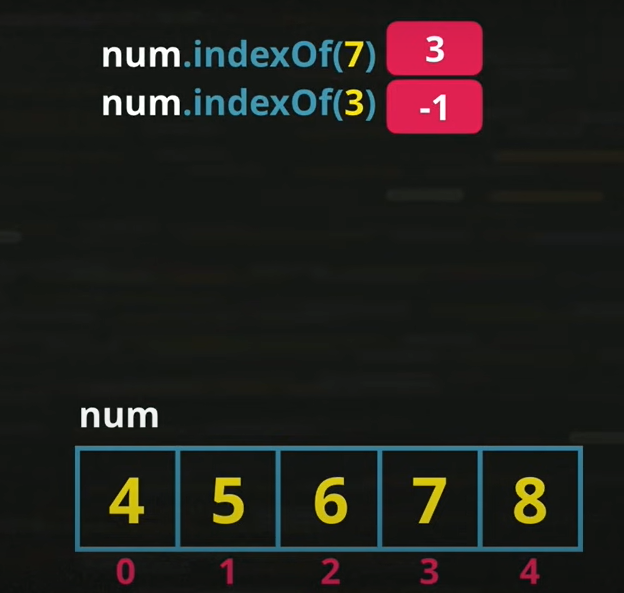 num.indexOf(7) 3
num.indexOf(3) -1
num
4 5 6 7 8
0 1 2 3 4